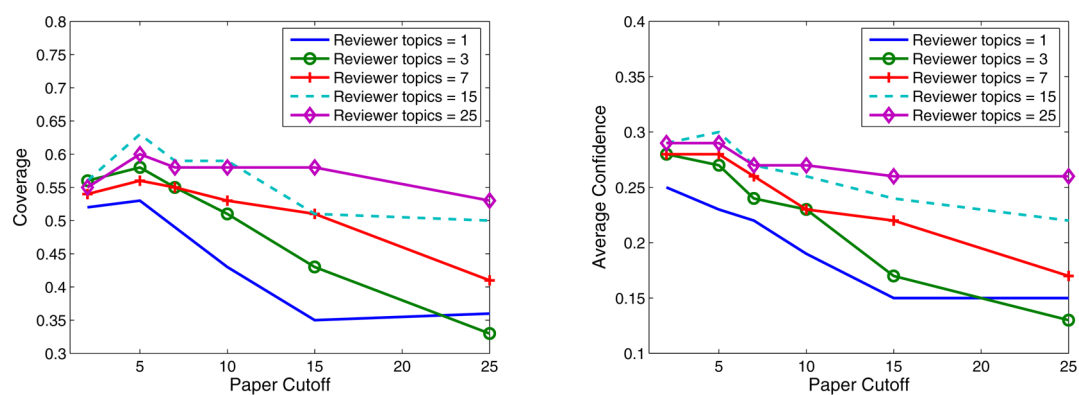 0.8
0.75
0.7
0.65
0.6
0.55
0.5
0.45
0.4
0.35
0.3
Coverage
5
10
15
20
25
Paper Cutoff
Reviewer topics = 1
Reviewer topics = 3
Reviewer topics = 7
Reviewer topics = 15
Reviewer topics = 25
0.4
0.35
0.3
0.25
0.2
0.15
0.1
Average Confidence
5
10
15
20
25
Paper Cutoff
Reviewer topics = 1
Reviewer topics = 3
Reviewer topics = 7
Reviewer topics = 15
Reviewer topics = 25